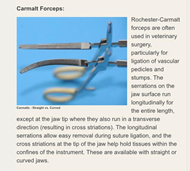 Carmalt Forceps:
Rochester-Carmalt
forceps are often
used in veterinary
surgery,
particularly for
ligation of vascular
pedicles and
stumps. The
serrations on the
jaw surface run
longitudinally for
the entire length,
Carmalts - Straight vs. Curved
except at the jaw tip where they also run in a transverse
direction (resulting in cross striations). The longitudinal
serrations allow easy removal during suture ligation, and the
cross striations at the tip of the jaw help hold tissues within the
confines of the instrument. These are available with straight or
curved jaws.